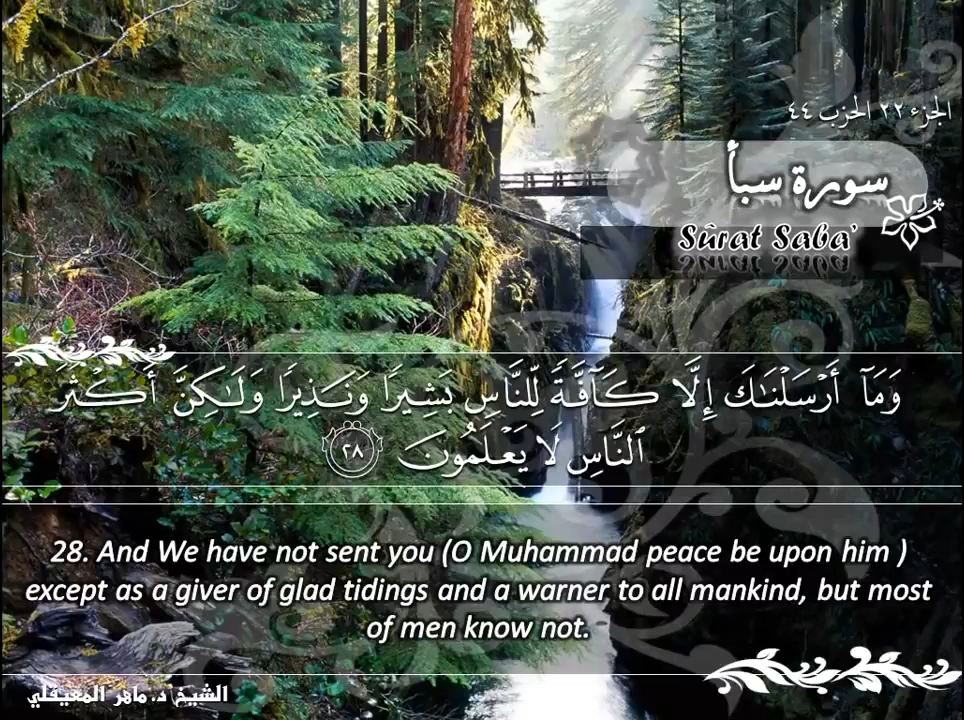 الجزء ٢٢ الحزب ٤٤
سورة سبأ
Sûrat Saba'
وَمَآ أَرْسَلْنَٰكَ إِلَّا كَآفَّةً لِّلنَّاسِ بَشِيرًا وَنَذِيرًا وَلَٰكِنَّ أَكْثَرَ
ٱلنَّاسِ لَا يَعْلَمُونَ ٢٨
28. And We have not sent you (O Muhammad peace be upon him )
except as a giver of glad tidings and a warner to all mankind, but most
of men know not.
الشيخ د. ماهر المعيقلي